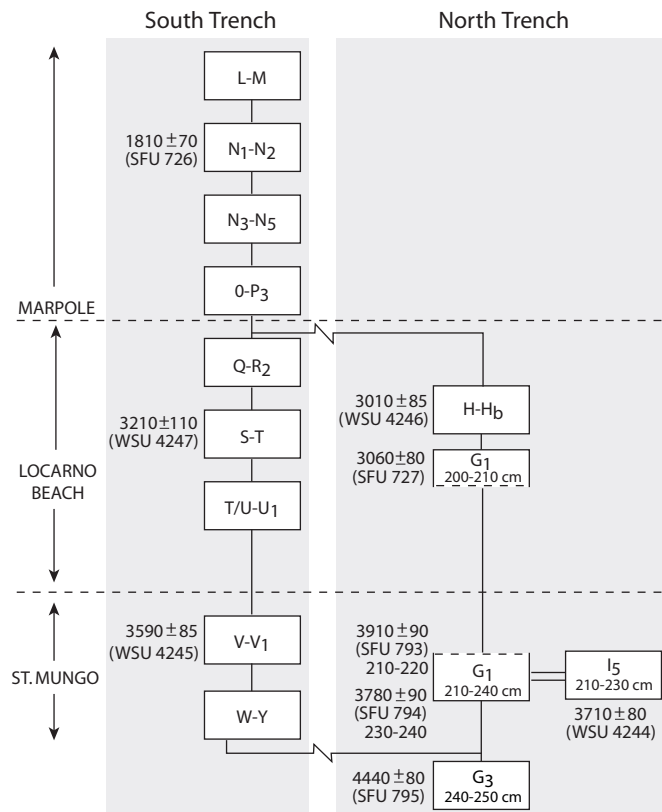 South Trench
North Trench
L-M
1810 ±70
(SFU 726)
N1-N2
N3-N5
0-P3
MARPOLE
Q-R2
3210±110
(WSU 4247)
S-T
3010 ±85
(WSU 4246)
H-Hb
3060±80
(SFU 727)
G1
200-210 cm
LOCARNO
BEACH
T/U-U1
3590 ±85
(WSU 4245)
V-V1
3910 ±90
(SFU 793)
210-220
G1
210-240 cm
I5
210-230 cm
ST. MUNGO
W-Y
3780 ±90
(SFU 794)
230-240
3710 ±80
(WSU 4244)
4440 ±80
(SFU 795)
G3
240-250 cm